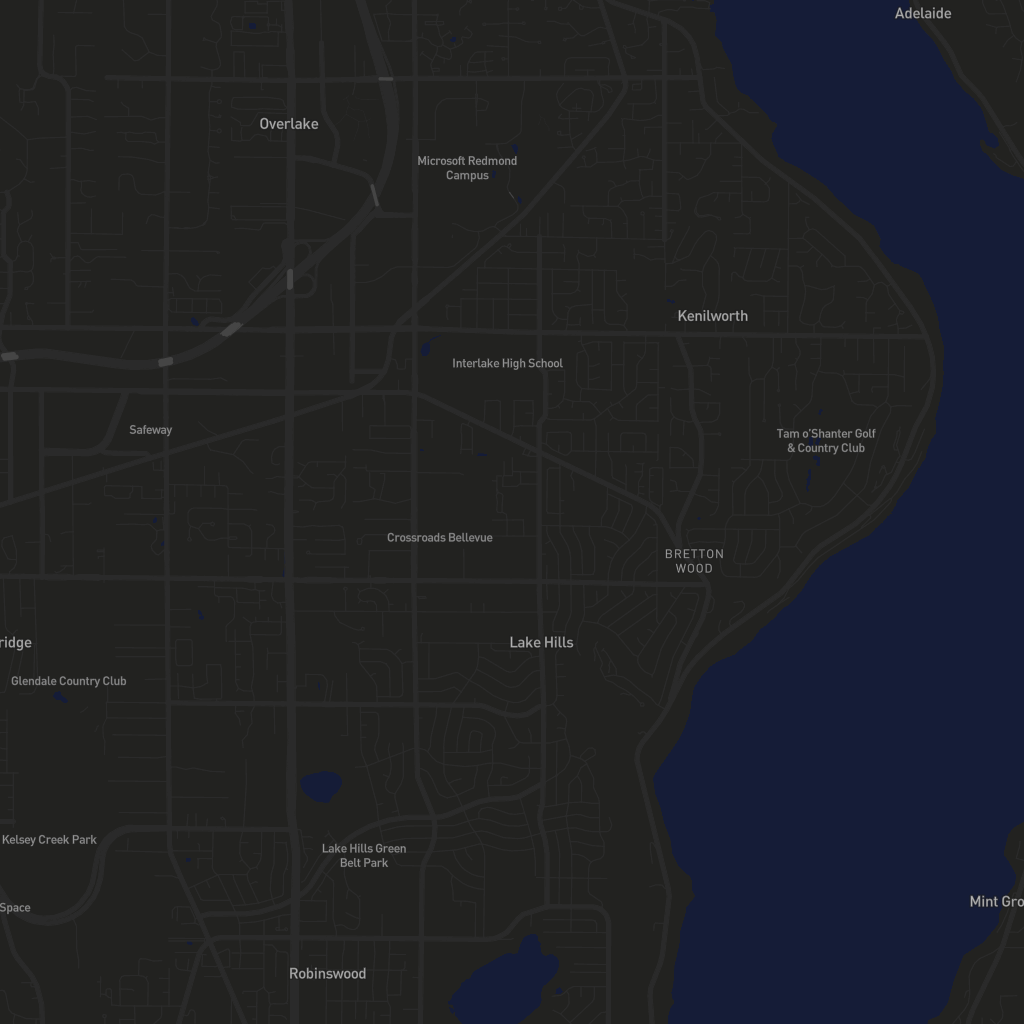 Adelaide
Overlake
Microsoft Redmond
Campus
Kenilworth
Interlake High School
Safeway
Tam o'Shanter Golf
& Country Club
Crossroads Bellevue
BRETTON
WOOD
ridge
Lake Hills
Glendale Country Club
Kelsey Creek Park
Lake Hills Green
Belt Park
Mint Gro
Space
Robinswood